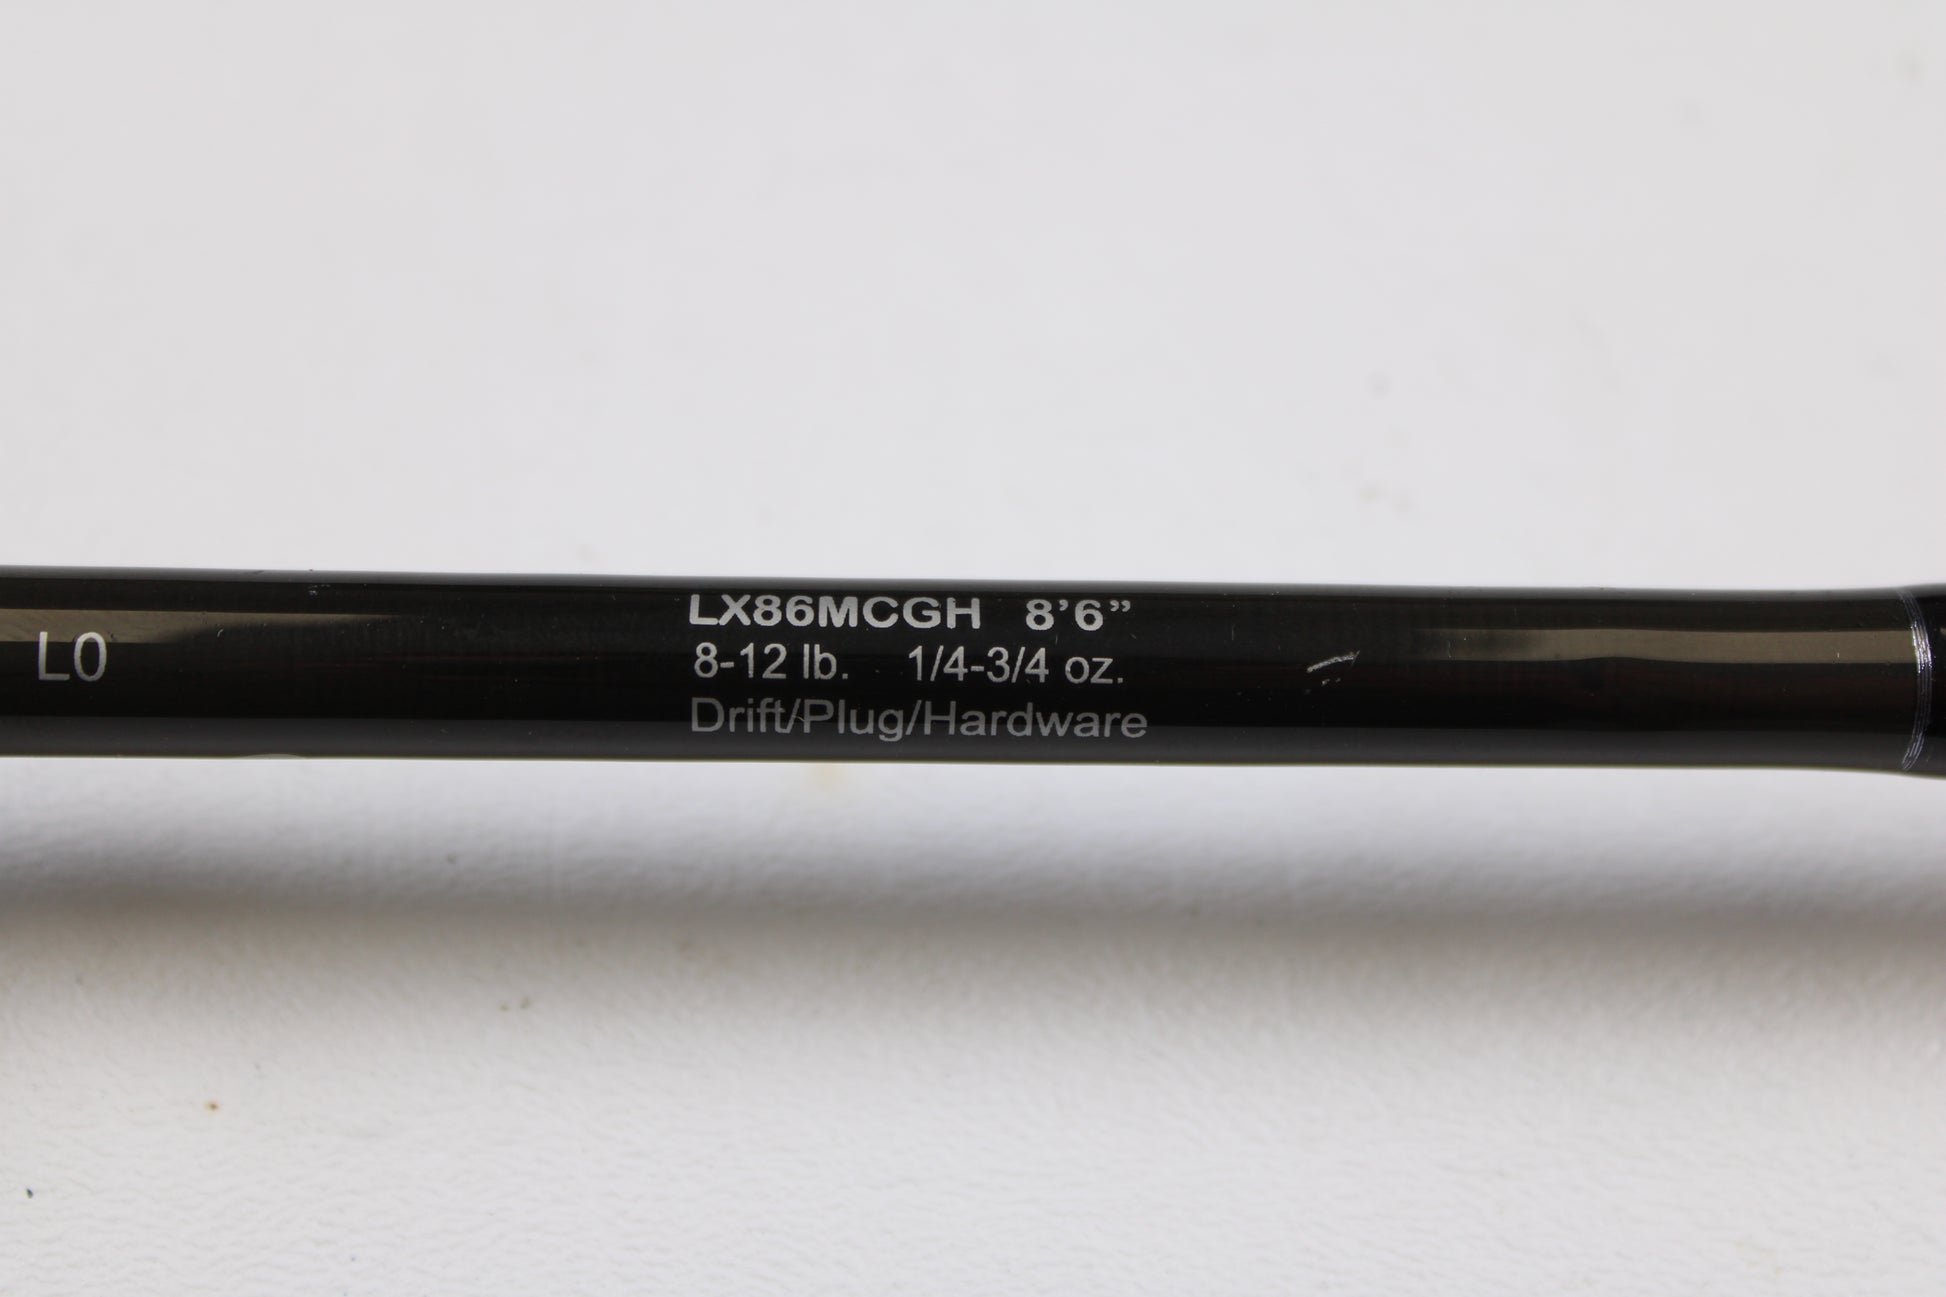 L0
LX86MCGH 8’6”
8-12 lb. 1/4-3/4 oz.
Drift/Plug/Hardware